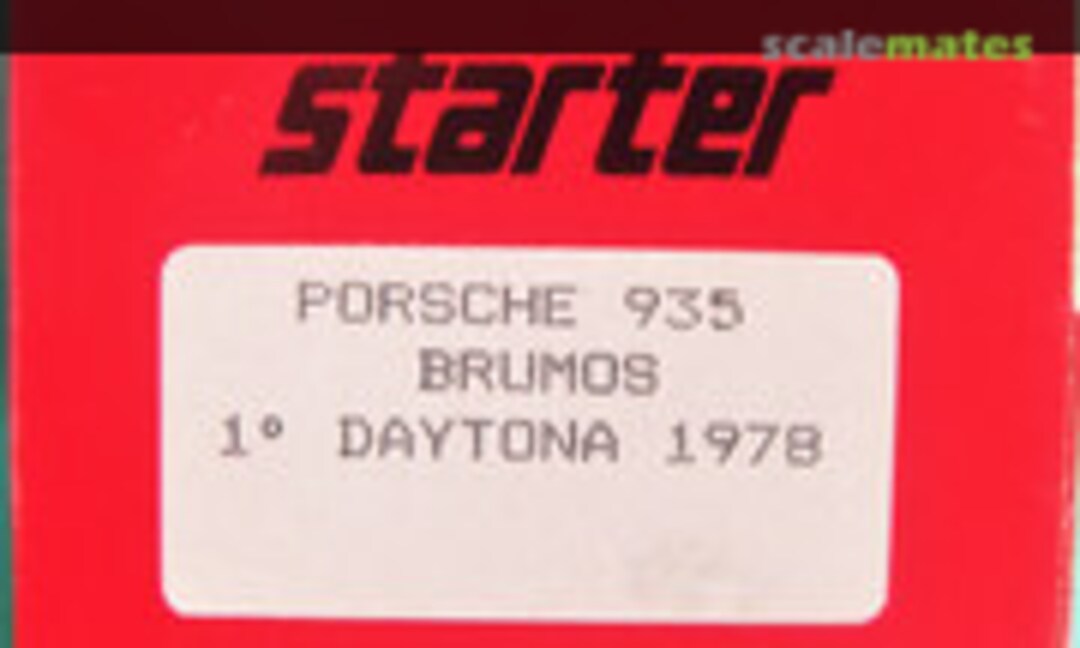 scalemates
starter
PORSCHE 935
BRUMOS
1° DAYTONA 1978